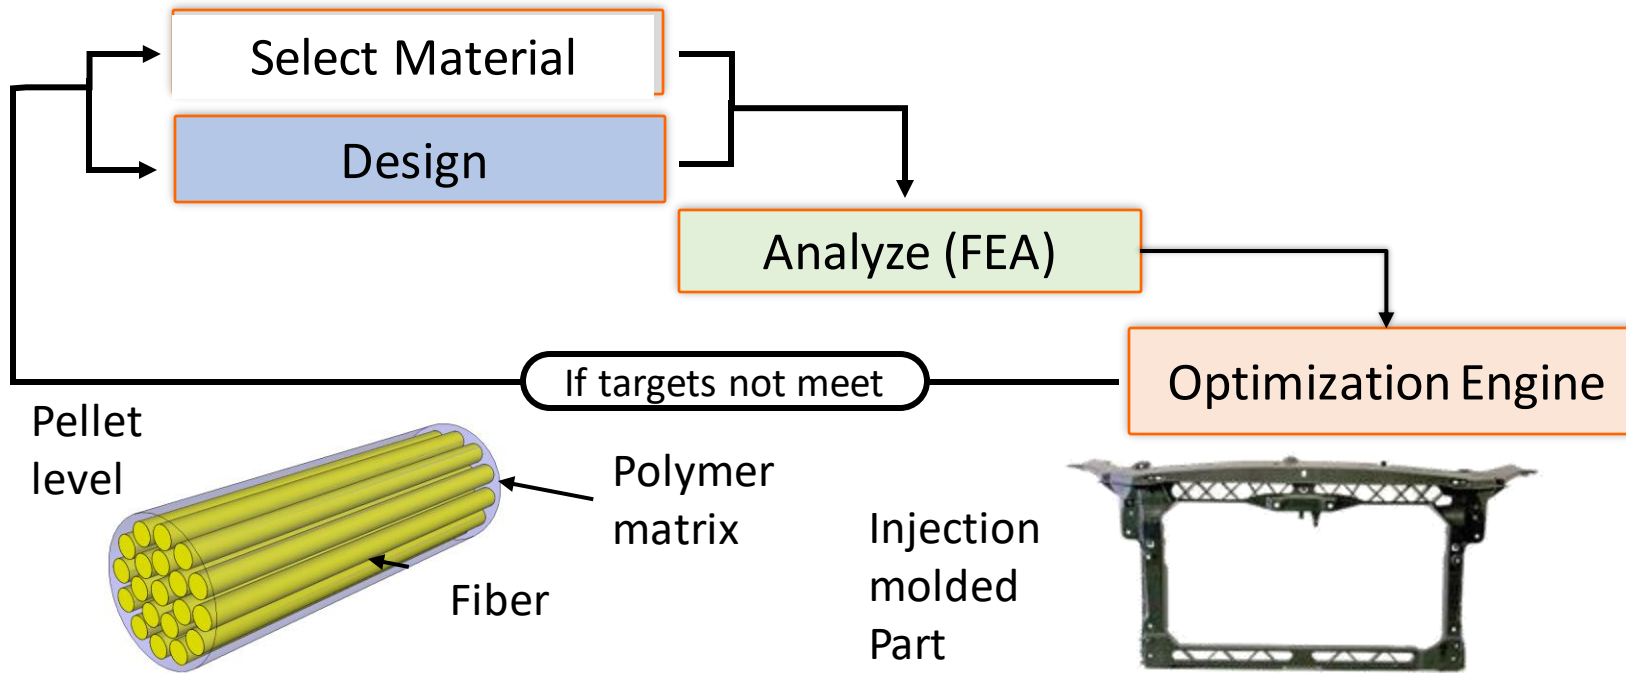 Select Material
Design
Analyze (FEA)
If targets not meet
Optimization Engine
Pellet
level
Polymer
matrix
Fiber
Injection
molded
Part